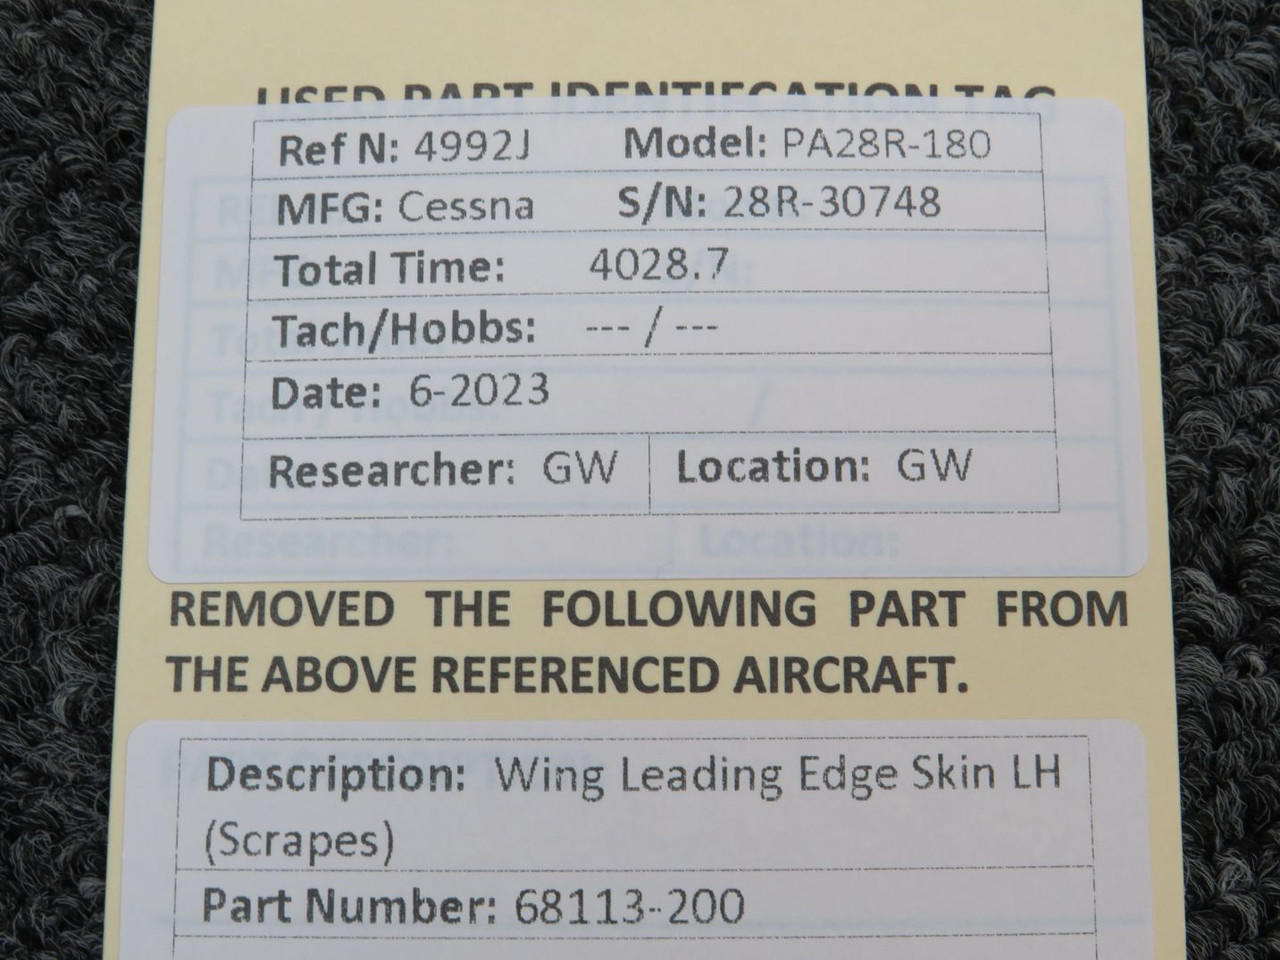 USED PART IDENTIFICATION TAG
Ref N: 4992J Model: PA28R-180
MFG: Cessna S/N: 28R-30748
Total Time: 4028.7
Tach/Hobbs: --- / ---
Date: 6-2023
Researcher: GW Location: GW
REMOVED THE FOLLOWING PART FROM
THE ABOVE REFERENCED AIRCRAFT.
Description: Wing Leading Edge Skin LH
(Scrapes)
Part Number: 68113-200